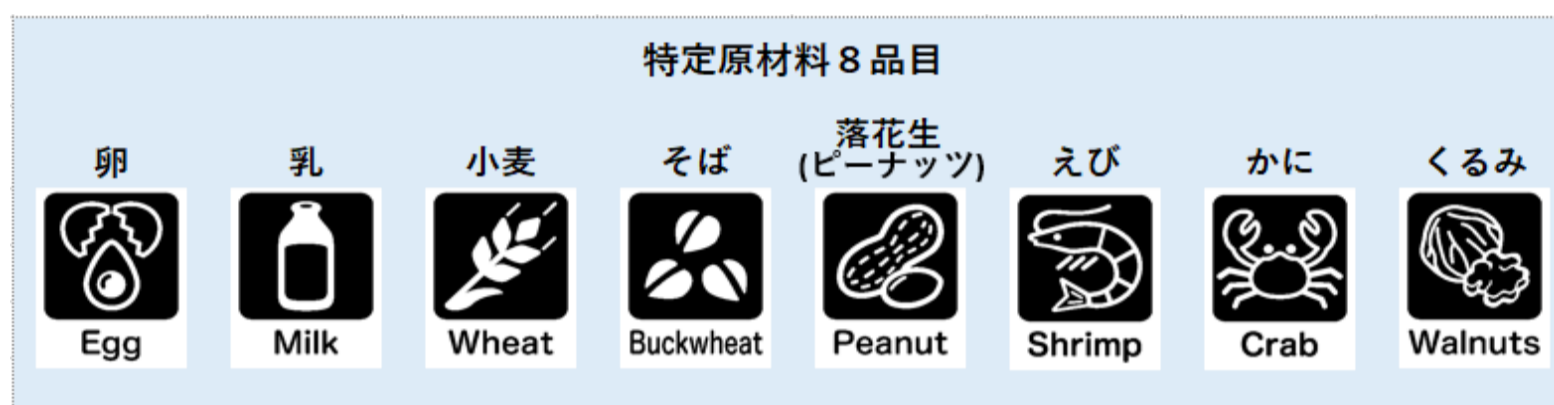 特定原材料８品目
卵
乳
小麦
そば
落花生
(ピーナッツ)
えび
かに
くるみ
Egg
Milk
Wheat
Buckwheat
Peanut
Shrimp
Crab
Walnuts